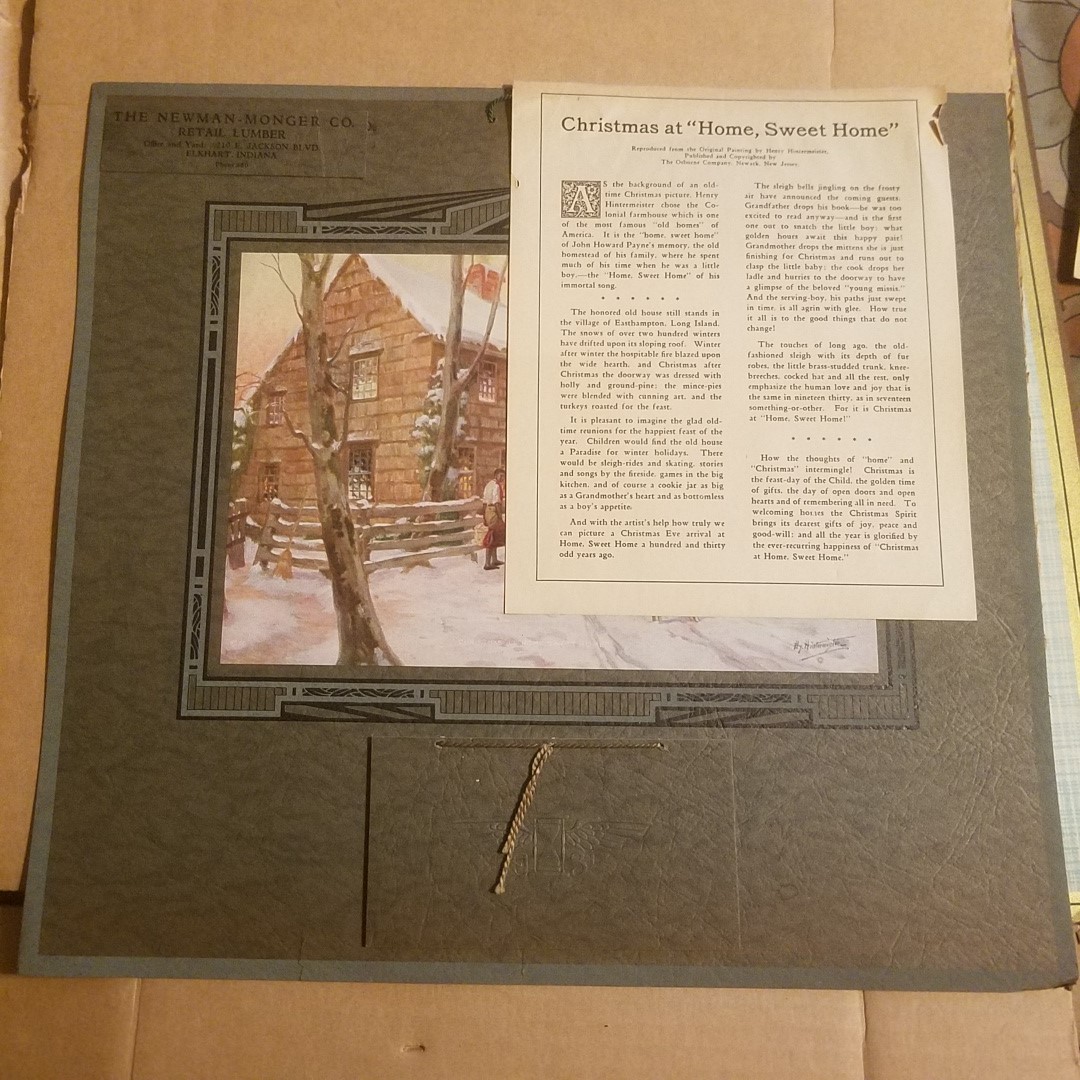 THE NEWMAN-MONGER CO.
RETAIL LUMBER
Office and Yard: E. JACKSON BLVD.
ELKHART, INDIANA
Phone
Christmas at "Home, Sweet Home"
Reproduced from the Original Painting by Henry Hintermeister,
Published and Copyrighted by
The Osborne Company, Newark, New Jersey
AS the background of an old-
time Christmas picture, Henry
Hintermeister chose the Co-
lonial farmhouse which is one
of the most famous "old homes" of
America. It is the "home, sweet home"
of John Howard Payne's memory, the old
homestead of his family, where he spent
much of his time when he was a little
boy,—the "Home, Sweet Home" of his
immortal song.
* * * * * *
The honored old house still stands in
the village of Easthampton, Long Island.
The snows of over two hundred winters
have drifted upon its sloping roof. Winter
after winter the hospitable fire blazed upon
the wide hearth, and Christmas after
Christmas the doorway was dressed with
holly and ground-pine; the mince-pies
were blended with cunning art, and the
turkeys roasted for the feast.
It is pleasant to imagine the glad old-
time reunions for the happiest feast of the
year. Children would find the old house
a Paradise for winter holidays. There
would be sleigh-rides and skating, stories
and songs by the fireside, games in the big
kitchen, and of course a cookie jar as big
as a Grandmother's heart and as bottomless
as a boy's appetite.
And with the artist's help how truly we
can picture a Christmas Eve arrival at
Home, Sweet Home a hundred and thirty
odd years ago.
The sleigh bells jingling on the frosty
air have announced the coming guests.
Grandfather drops his book—he was too
excited to read anyway—and is the first
one out to snatch the little boy; what
golden hours await this happy pair!
Grandmother drops the mittens she is just
finishing for Christmas and runs out to
clasp the little baby; the cook drops her
ladle and hurries to the doorway to have
a glimpse of the beloved "young missis."
And the serving-boy, his paths just swept
in time, is all agrin with glee. How true
it all is to the good things that do not
change!
The touches of long ago, the old-
fashioned sleigh with its depth of fur
robes, the little brass-studded trunk, knee-
breeches, cocked hat and all the rest, only
emphasize the human love and joy that is
the same in nineteen thirty, as in seventeen
something-or-other. For it is Christmas
at "Home, Sweet Home!"
* * * * * *
How the thoughts of "home" and
"Christmas" intermingle! Christmas is
the feast-day of the Child, the golden time
of gifts, the day of open doors and open
hearts and of remembering all in need. To
welcoming houses the Christmas Spirit
brings its dearest gifts of joy, peace and
good-will; and all the year is glorified by
the ever-recurring happiness of "Christmas
at Home, Sweet Home."
Hy. Hintermeister